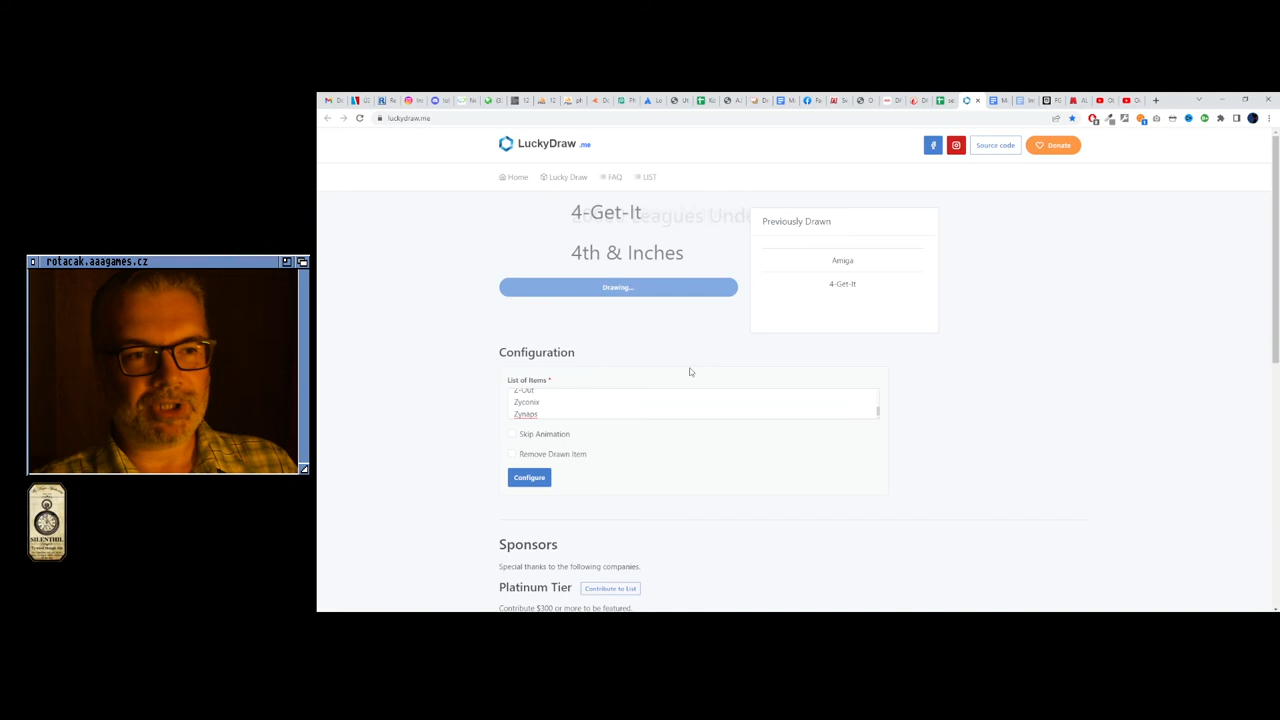 luckydraw.me
LuckyDraw .me
Source code
Donate
Home
Lucky Draw
FAQ
LIST
4-Get-It
4th & Inches
Drawing...
Previously Drawn
Amiga
4-Get-It
Configuration
List of Items *
Z-Out
Zyconix
Zynaps
Skip Animation
Remove Drawn Item
Configure
Sponsors
Special thanks to the following companies.
Platinum Tier
Contribute to List
Contribute $300 or more to be featured.
rotacak.aaagames.cz
SILENTHIL